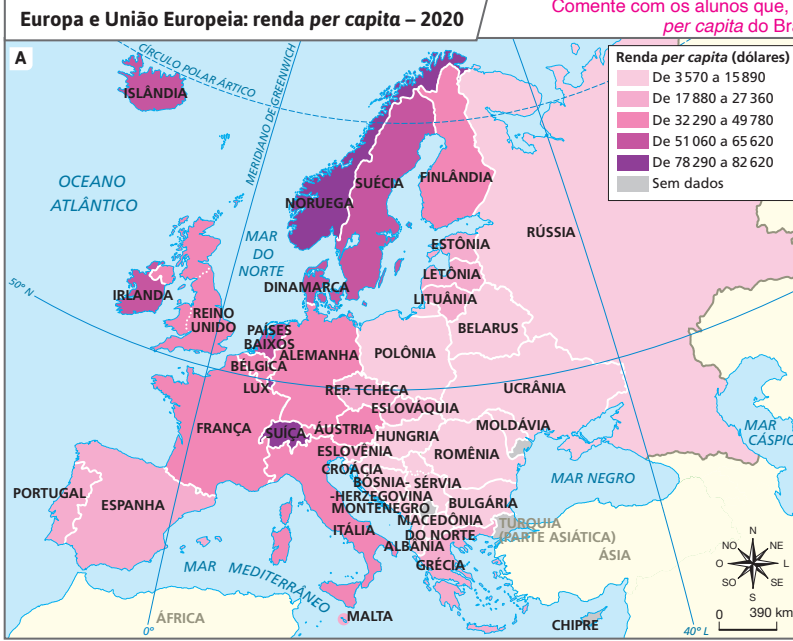 Europa e União Europeia: renda per capita – 2020
Comente com os alunos que,
per capita do Bra
A
Renda per capita (dólares)
De 3 570 a 15 890
De 17 880 a 27 360
De 32 290 a 49 780
De 51 060 a 65 620
De 78 290 a 82 620
Sem dados
CÍRCULO POLAR ÁRTICO
MERIDIANO DE GREENWICH
ISLÂNDIA
OCEANO
ATLÂNTICO
NORUEGA
SUÉCIA
FINLÂNDIA
RÚSSIA
MAR
DO
NORTE
ESTÔNIA
LETÔNIA
LITUÂNIA
DINAMARCA
50° N
IRLANDA
REINO
UNIDO
BELARUS
PAÍSES
BAIXOS
ALEMANHA
POLÔNIA
BÉLGICA
LUX.
REP. TCHECA
UCRÂNIA
ESLOVÁQUIA
FRANÇA
SUÍÇA
ÁUSTRIA
HUNGRIA
MOLDÁVIA
MAR
CÁSPIO
ESLOVÊNIA
ROMÊNIA
CROÁCIA
BÓSNIA-
-HERZEGOVINA
SÉRVIA
MAR NEGRO
PORTUGAL
ESPANHA
MONTENEGRO
BULGÁRIA
MACEDÔNIA
DO NORTE
ITÁLIA
ALBÂNIA
TURQUIA
(PARTE ASIÁTICA)
ÁSIA
GRÉCIA
MAR MEDITERRÂNEO
ÁFRICA
MALTA
CHIPRE
0°
40° L
N
NO
NE
O
L
SO
SE
S
0 390 km